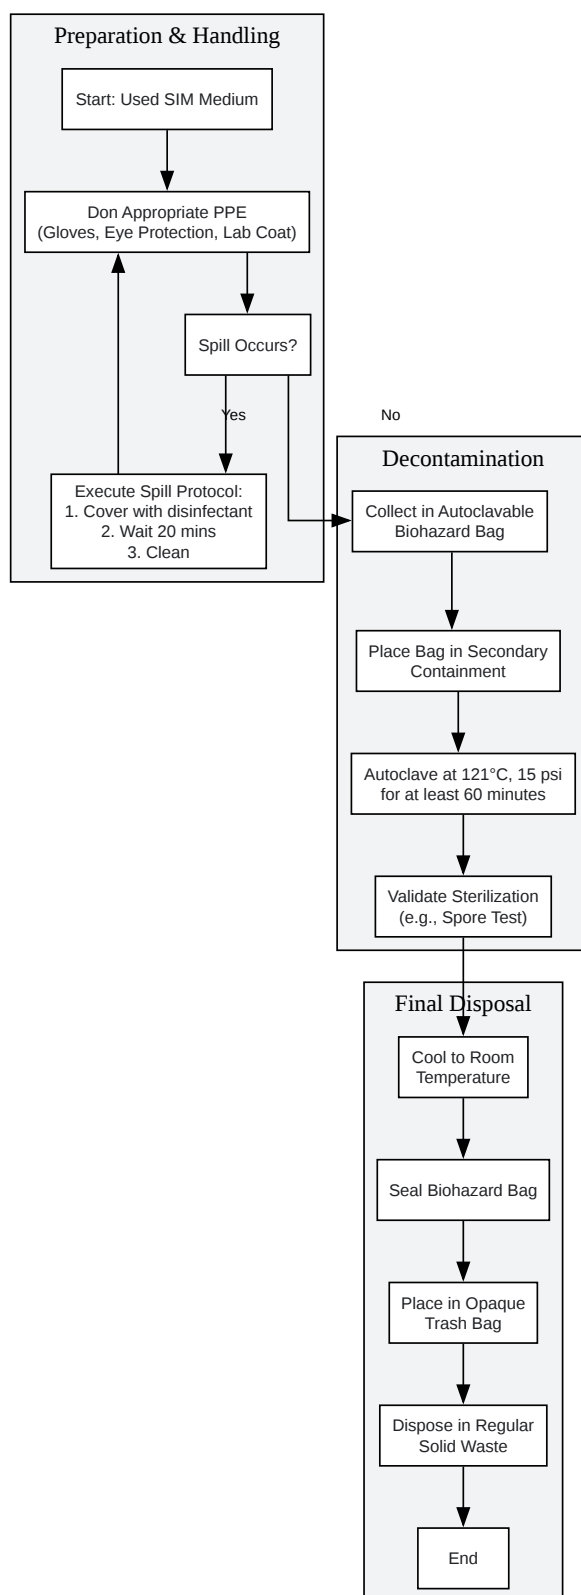 Preparation & Handling
Start: Used SIM Medium
Don Appropriate PPE
(Gloves, Eye Protection, Lab Coat)
Spill Occurs?
Yes
No
Execute Spill Protocol:
1. Cover with disinfectant
2. Wait 20 mins
3. Clean
Decontamination
Collect in Autoclavable
Biohazard Bag
Place Bag in Secondary
Containment
Autoclave at 121°C, 15 psi
for at least 60 minutes
Validate Sterilization
(e.g., Spore Test)
Final Disposal
Cool to Room
Temperature
Seal Biohazard Bag
Place in Opaque
Trash Bag
Dispose in Regular
Solid Waste
End